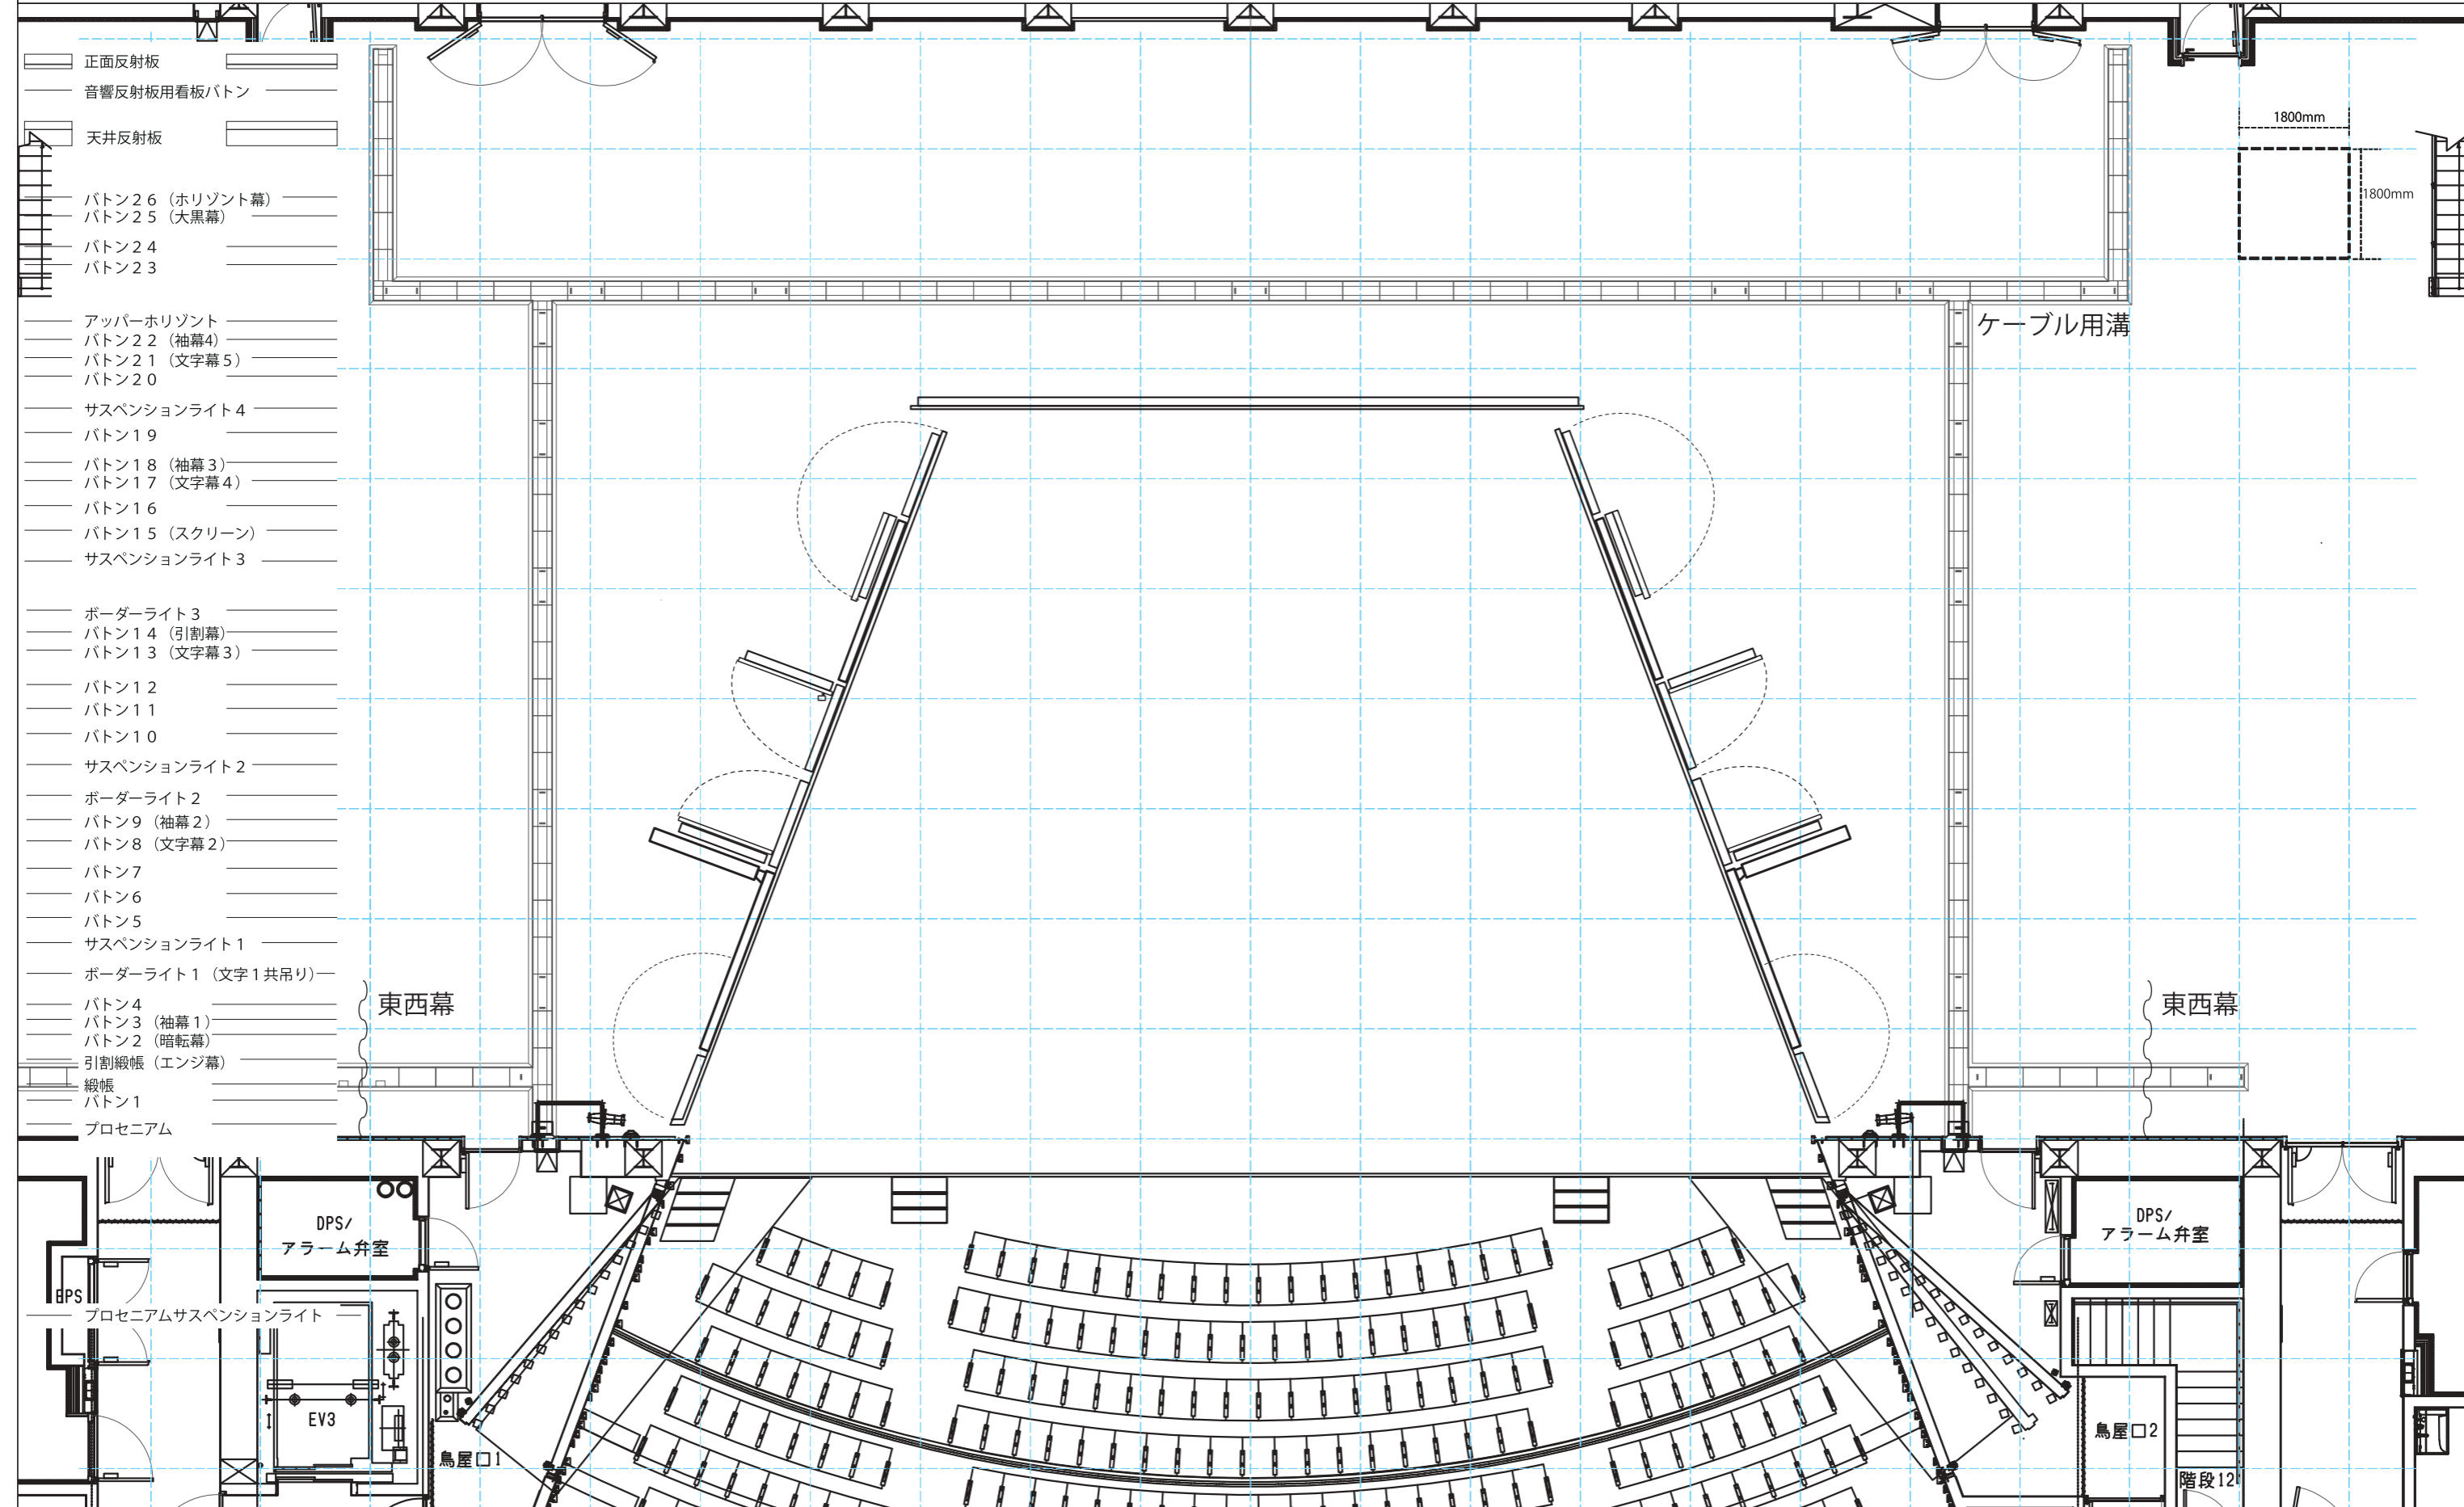 正面反射板
音響反射板用看板バトン
天井反射板
バトン２６（ホリゾント幕）
バトン２５（大黒幕）
バトン２４
バトン２３
アッパーホリゾント
バトン２２（袖幕4）
バトン２１（文字幕５）
バトン２０
サスペンションライト４
バトン１９
バトン１８（袖幕３）
バトン１７（文字幕４）
バトン１６
バトン１５（スクリーン）
サスペンションライト３
ボーダーライト３
バトン１４（引割幕）
バトン１３（文字幕３）
バトン１２
バトン１１
バトン１０
サスペンションライト２
ボーダーライト２
バトン９（袖幕２）
バトン８（文字幕２）
バトン７
バトン６
バトン５
サスペンションライト１
ボーダーライト１（文字１共吊り）
バトン４
バトン３（袖幕１）
バトン２（暗転幕）
引割緞帳（エンジ幕）
緞帳
バトン１
プロセニアム
プロセニアムサスペンションライト
1800mm
1800mm
ケーブル用溝
東西幕
東西幕
DPS/
アラーム弁室
EPS
EV3
鳥屋口1
DPS/
アラーム弁室
鳥屋口2
階段12